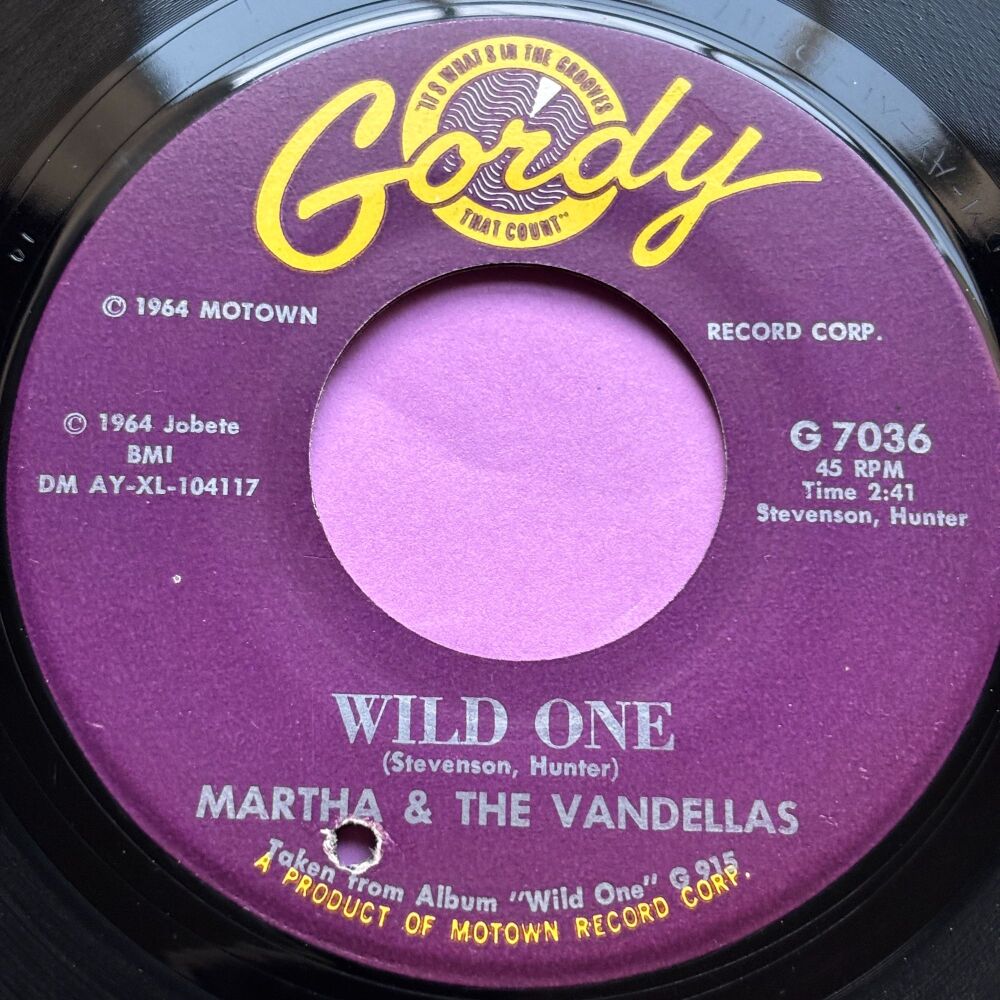 "IT'S WHAT'S IN THE GROOVES
Gordy
THAT COUNT"
© 1964 MOTOWN RECORD CORP.
© 1964 Jobete
BMI
DM AY-XL-104117
G 7036
45 RPM
Time 2:41
Stevenson, Hunter
WILD ONE
(Stevenson, Hunter)
MARTHA & THE VANDELLAS
Taken from Album "Wild One" G 915
A PRODUCT OF MOTOWN RECORD CORP.